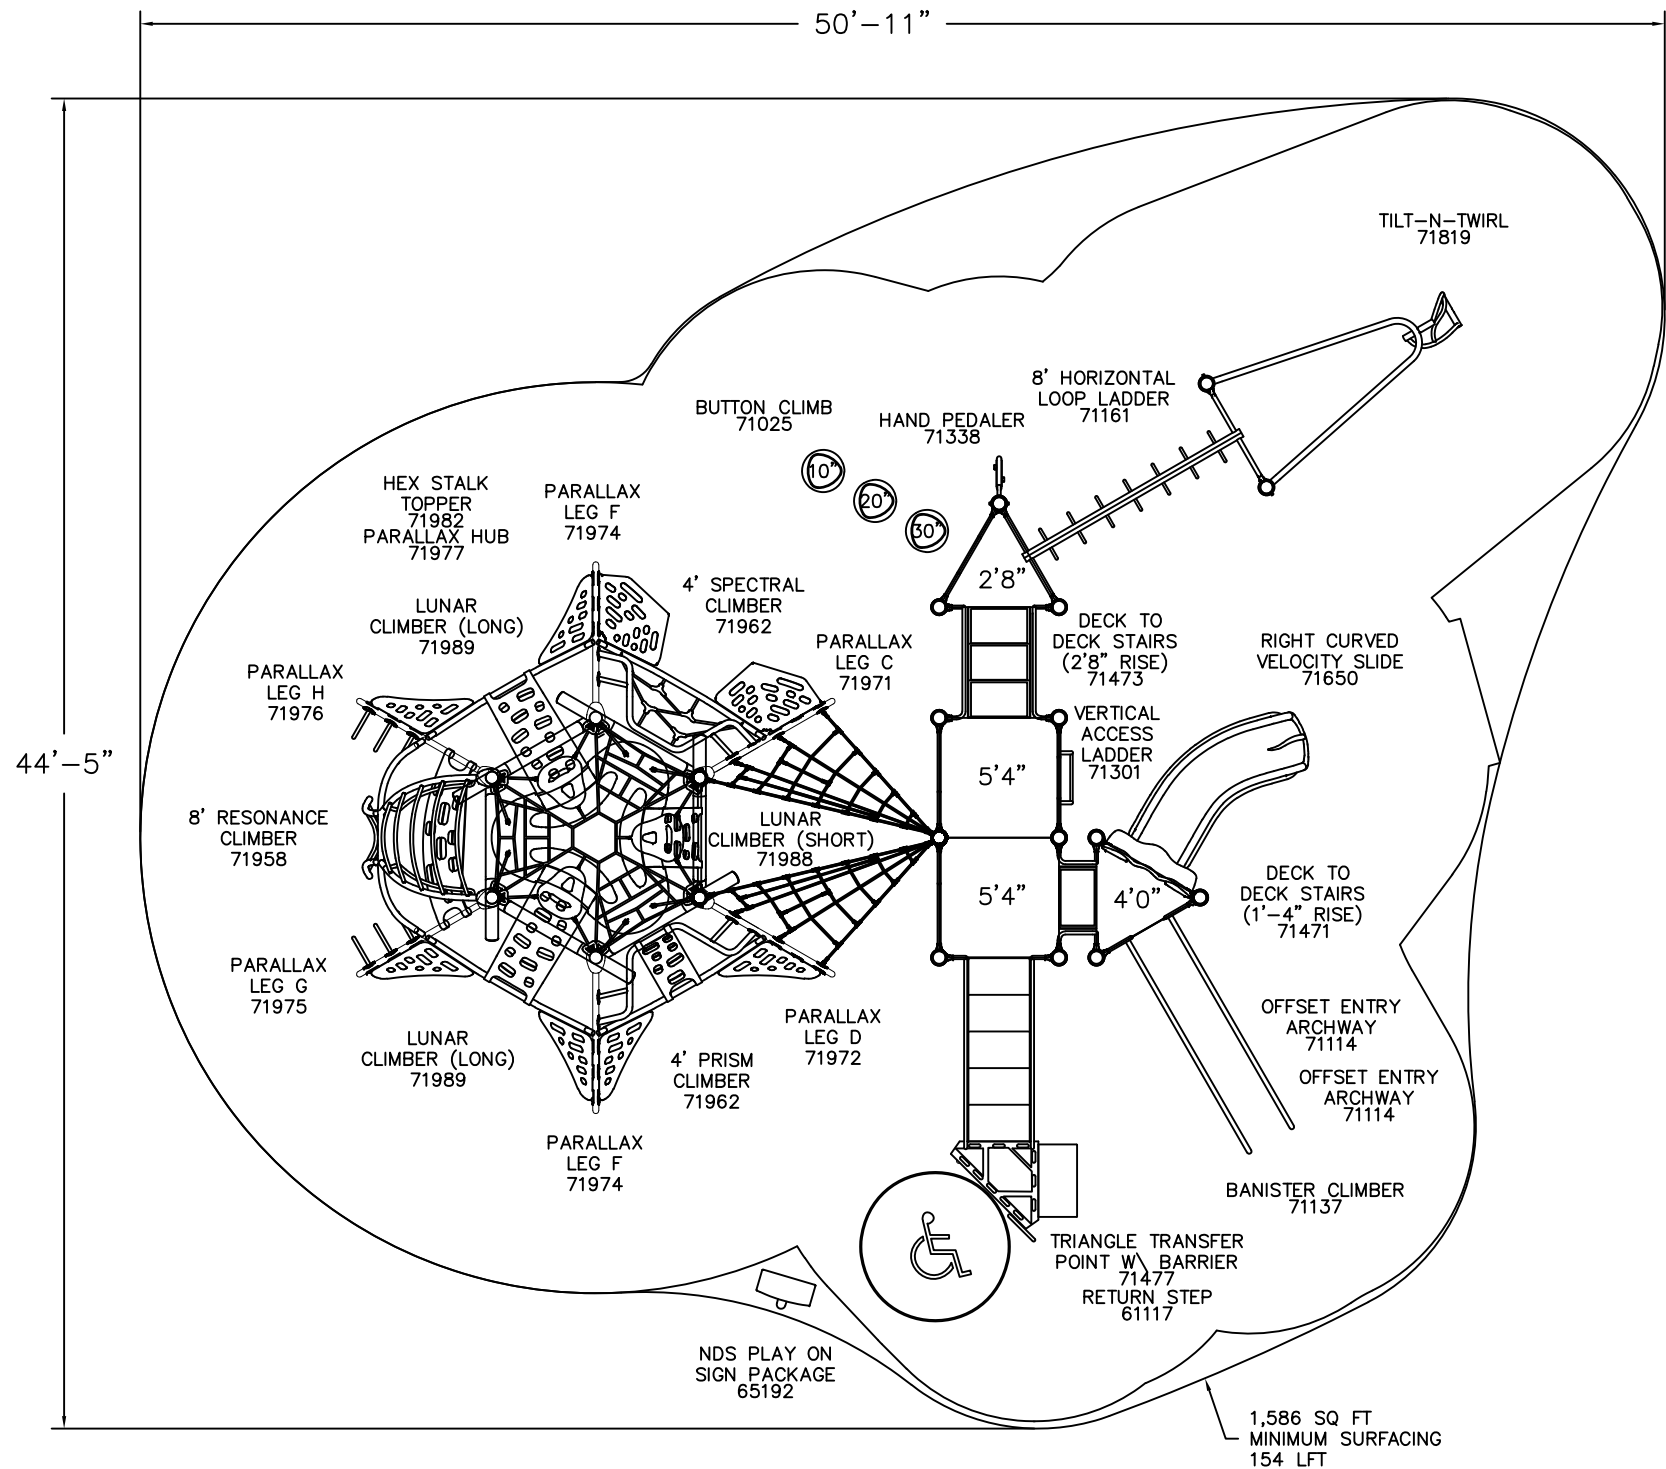 50'-11"
TILT-N-TWIRL
71819
8' HORIZONTAL
LOOP LADDER
71161
BUTTON CLIMB
71025
HAND PEDALER
71338
10"
20"
30"
HEX STALK
TOPPER
71982
PARALLAX HUB
71977
PARALLAX
LEG F
71974
2'8"
4' SPECTRAL
CLIMBER
71962
LUNAR
CLIMBER (LONG)
71989
DECK TO
DECK STAIRS
(2'8" RISE)
71473
PARALLAX
LEG C
71971
RIGHT CURVED
VELOCITY SLIDE
71650
PARALLAX
LEG H
71976
VERTICAL
ACCESS
LADDER
71301
44'-5"
5'4"
8' RESONANCE
CLIMBER
71958
LUNAR
CLIMBER (SHORT)
71988
5'4"
4'0"
DECK TO
DECK STAIRS
(1'-4" RISE)
71471
PARALLAX
LEG G
71975
OFFSET ENTRY
ARCHWAY
71114
PARALLAX
LEG D
71972
LUNAR
CLIMBER (LONG)
71989
4' PRISM
CLIMBER
71962
OFFSET ENTRY
ARCHWAY
71114
PARALLAX
LEG F
71974
BANISTER CLIMBER
71137
TRIANGLE TRANSFER
POINT W\ BARRIER
71477
RETURN STEP
61117
NDS PLAY ON
SIGN PACKAGE
65192
1,586 SQ FT
MINIMUM SURFACING
154 LFT